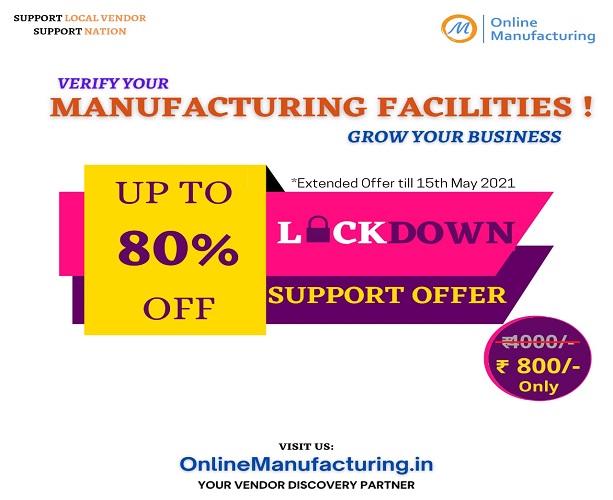 SUPPORT LOCAL VENDOR
SUPPORT NATION
Online
Manufacturing
VERIFY YOUR
MANUFACTURING FACILITIES !
GROW YOUR BUSINESS
*Extended Offer till 15th May 2021
UP TO
80%
OFF
LOCKDOWN
SUPPORT OFFER
₹4000/-
₹ 800/-
Only
VISIT US:
OnlineManufacturing.in
YOUR VENDOR DISCOVERY PARTNER